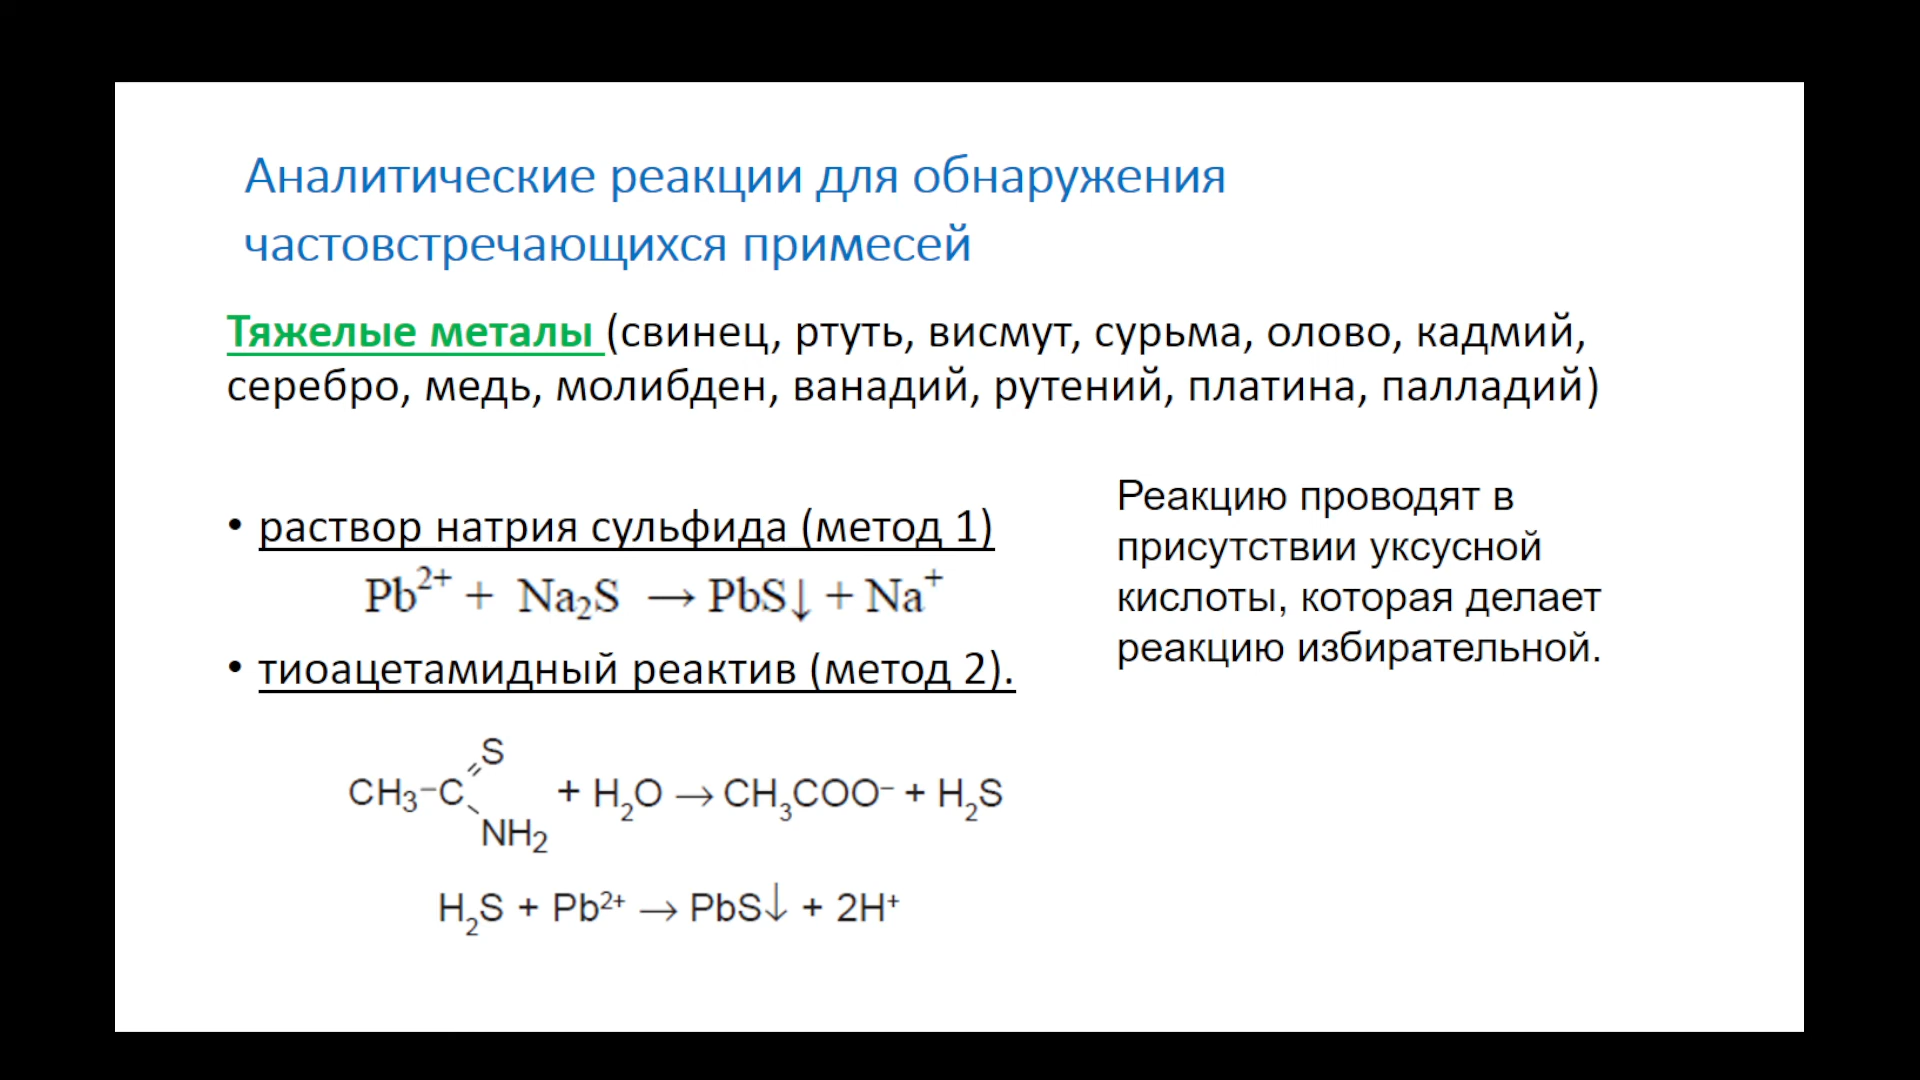 Аналитические реакции для обнаружения
частовстречающихся примесей
Тяжелые металы (свинец, ртуть, висмут, сурьма, олово, кадмий,
серебро, медь, молибден, ванадий, рутений, платина, палладий)
• раствор натрия сульфида (метод 1)
Pb²⁺ + Na₂S → PbS↓ + Na⁺
• тиоацетамидный реактив (метод 2).
Реакцию проводят в
присутствии уксусной
кислоты, которая делает
реакцию избирательной.
S
CH₃–C + H₂O → CH₃COO⁻ + H₂S
NH₂
H₂S + Pb²⁺ → PbS↓ + 2H⁺